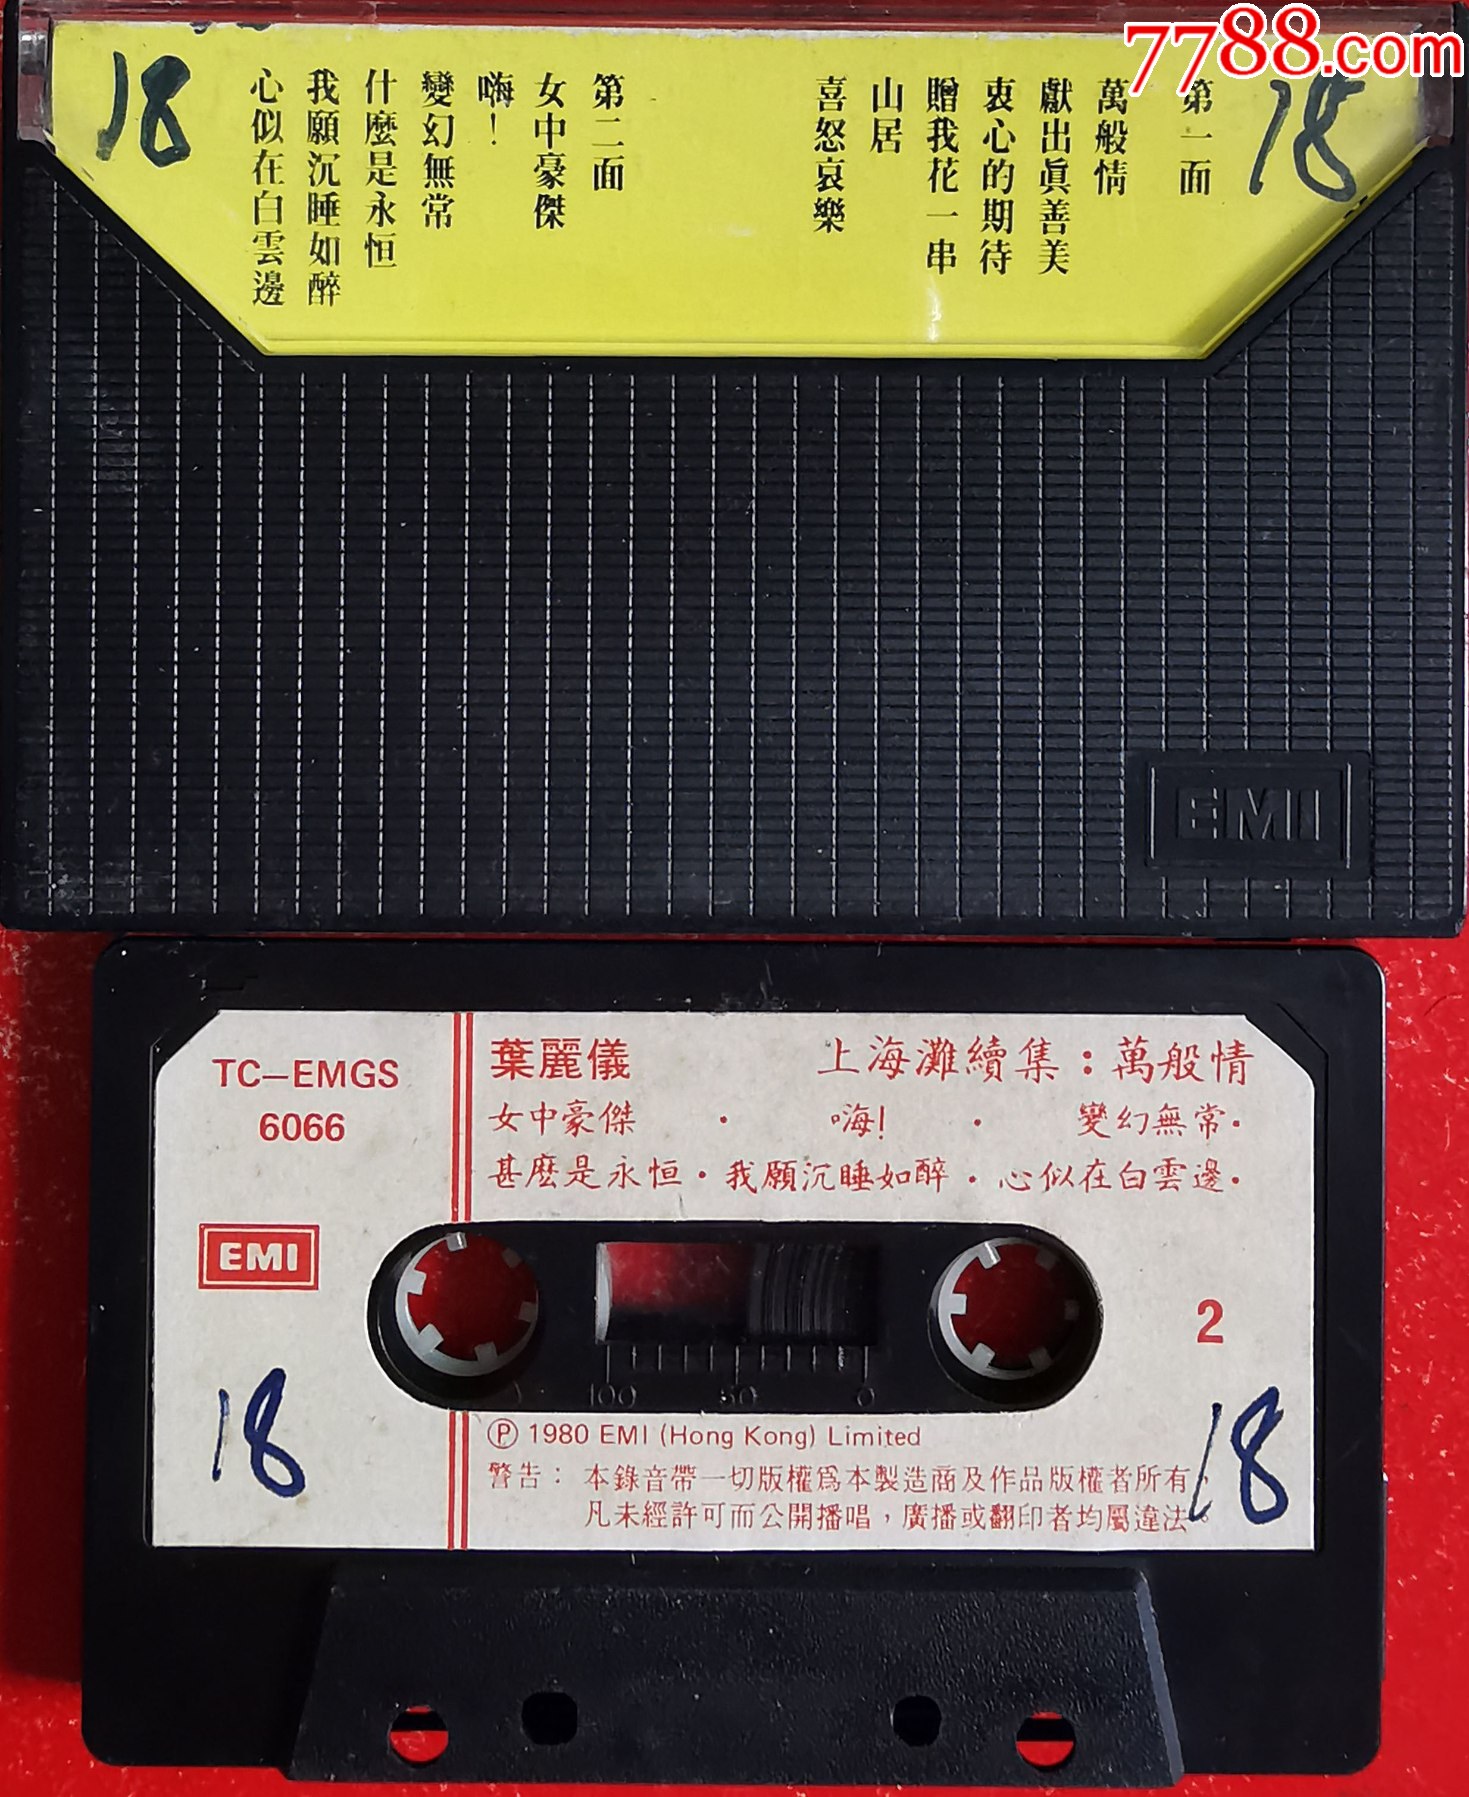 7788.com
18
18
第一面
萬般情
獻出眞善美
衷心的期待
贈我花一串
山居
喜怒哀樂
第二面
女中豪傑
嗨！
變幻無常
什麼是永恒
我願沉睡如醉
心似在白雲邊
EMI
TC–EMGS
6066
葉麗儀
上海灘續集：萬般情
女中豪傑 · 嗨! · 變幻無常·
甚麼是永恒·我願沉睡如醉·心似在白雲邊·
EMI
2
100 50 0
18
18
Ⓟ 1980 EMI (Hong Kong) Limited
警告： 本錄音帶一切版權爲本製造商及作品版權者所有，
凡未經許可而公開播唱，廣播或翻印者均屬違法。